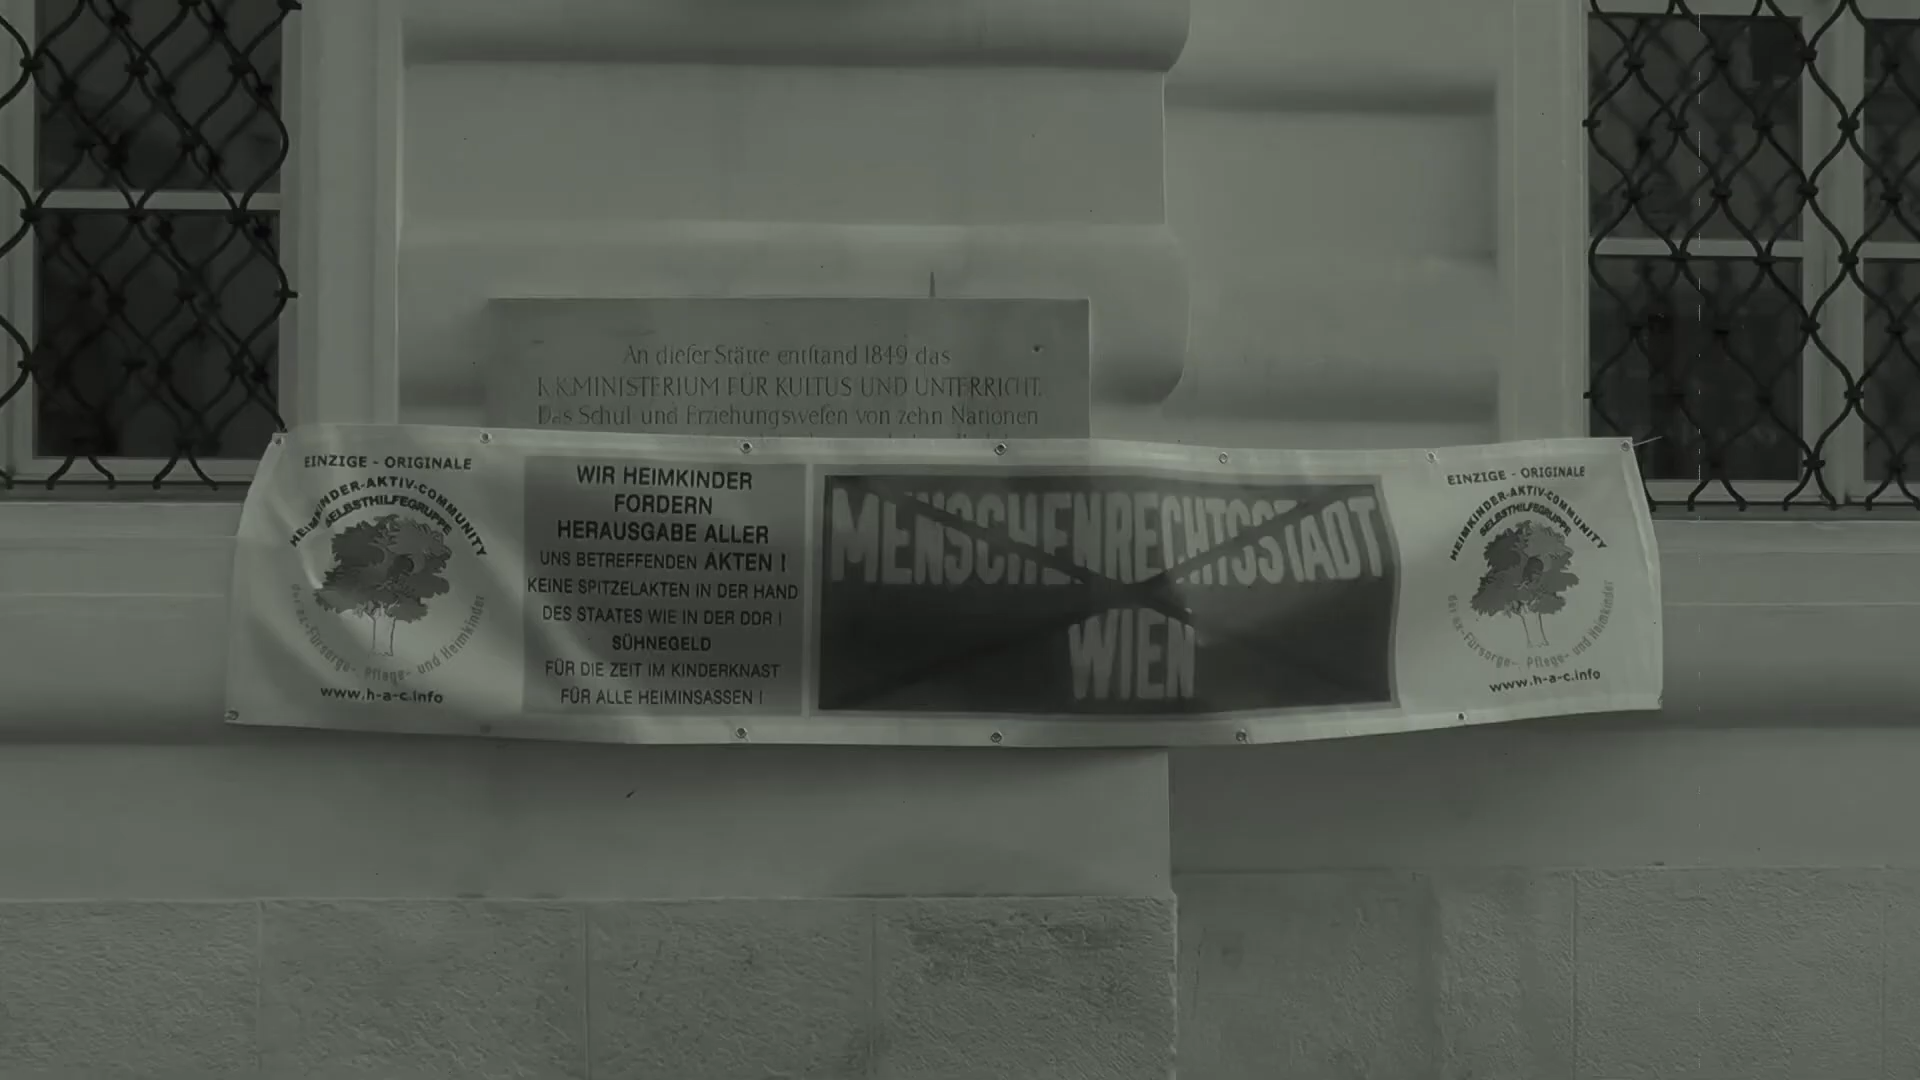 An dieser Stätte entstand 1849 das
K.K.MINISTERIUM FÜR KULTUS UND UNTERRICHT.
Das Schul und Erziehungswesen von zehn Nationen
EINZIGE - ORIGINALE
HEIMKINDER-AKTIV-COMMUNITY
SELBSTHILFEGRUPPE
der ex-Fürsorge-, Pflege- und Heimkinder
www.h-a-c.info
WIR HEIMKINDER
FORDERN
HERAUSGABE ALLER
UNS BETREFFENDEN AKTEN !
KEINE SPITZELAKTEN IN DER HAND
DES STAATES WIE IN DER DDR !
SÜHNEGELD
FÜR DIE ZEIT IM KINDERKNAST
FÜR ALLE HEIMINSASSEN !
MENSCHENRECHTSSTADT
WIEN
EINZIGE - ORIGINALE
HEIMKINDER-AKTIV-COMMUNITY
SELBSTHILFEGRUPPE
der ex-Fürsorge-, Pflege- und Heimkinder
www.h-a-c.info